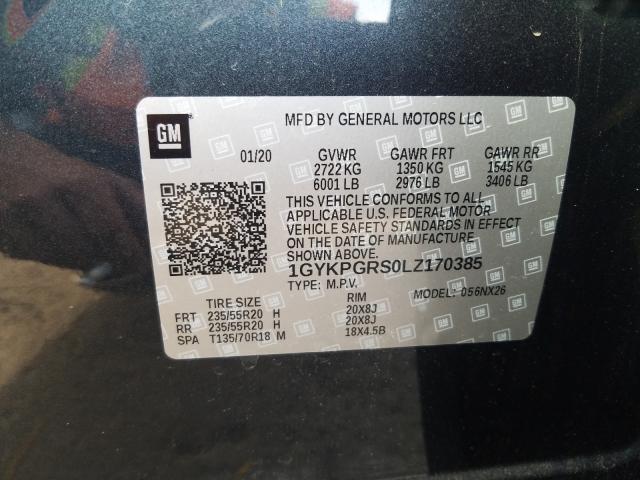 GM
MFD BY GENERAL MOTORS LLC
01/20 GVWR GAWR FRT GAWR RR
2722 KG 1350 KG 1545 KG
6001 LB 2976 LB 3406 LB
THIS VEHICLE CONFORMS TO ALL
APPLICABLE U.S. FEDERAL MOTOR
VEHICLE SAFETY STANDARDS IN EFFECT
ON THE DATE OF MANUFACTURE
SHOWN ABOVE.
1GYKPGRS0LZ170385
TYPE: M.P.V. MODEL: 056NX26
TIRE SIZE RIM
FRT 235/55R20 H 20X8J
RR 235/55R20 H 20X8J
SPA T135/70R18 M 18X4.5B